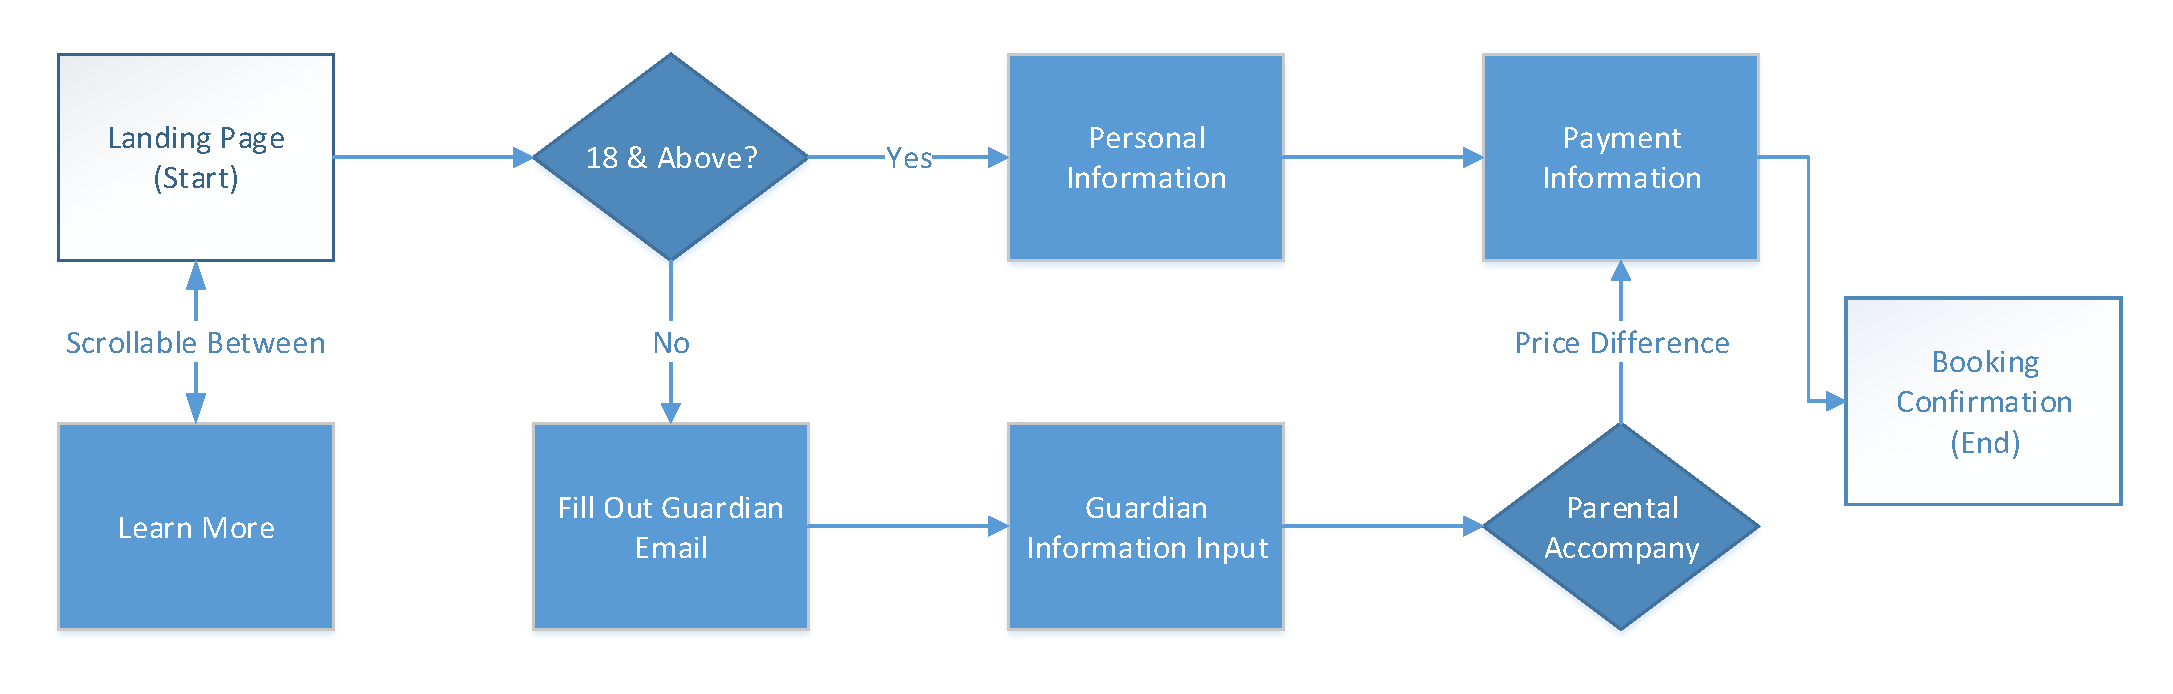 Landing Page
(Start)
18 & Above?
Yes
Personal
Information
Payment
Information
Scrollable Between
No
Price Difference
Booking
Confirmation
(End)
Learn More
Fill Out Guardian
Email
Guardian
Information Input
Parental
Accompany